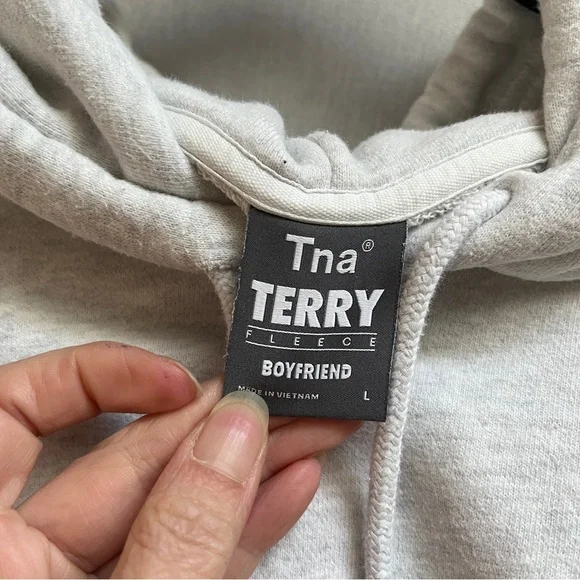 Tna®
TERRY
FLEECE
BOYFRIEND
MADE IN VIETNAM L